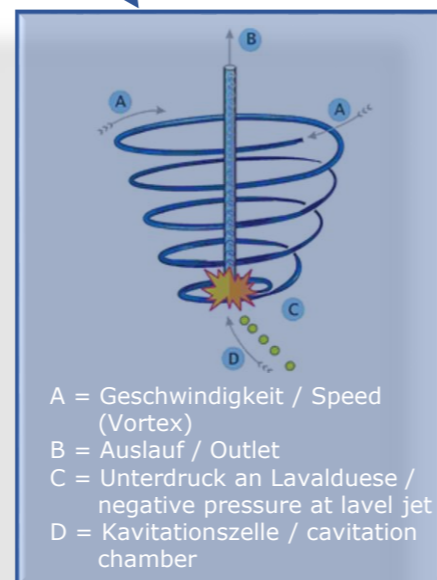 B
A
A
C
D
A = Geschwindigkeit / Speed
(Vortex)
B = Auslauf / Outlet
C = Unterdruck an Lavalduese /
negative pressure at lavel jet
D = Kavitationszelle / cavitation
chamber